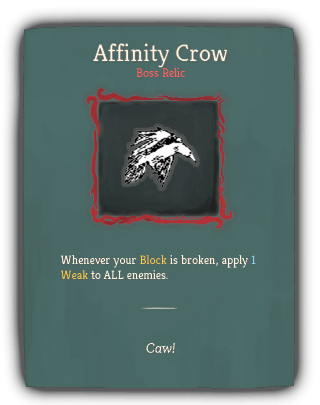 Affinity Crow
Boss Relic
Whenever your Block is broken, apply 1
Weak to ALL enemies.
Caw!